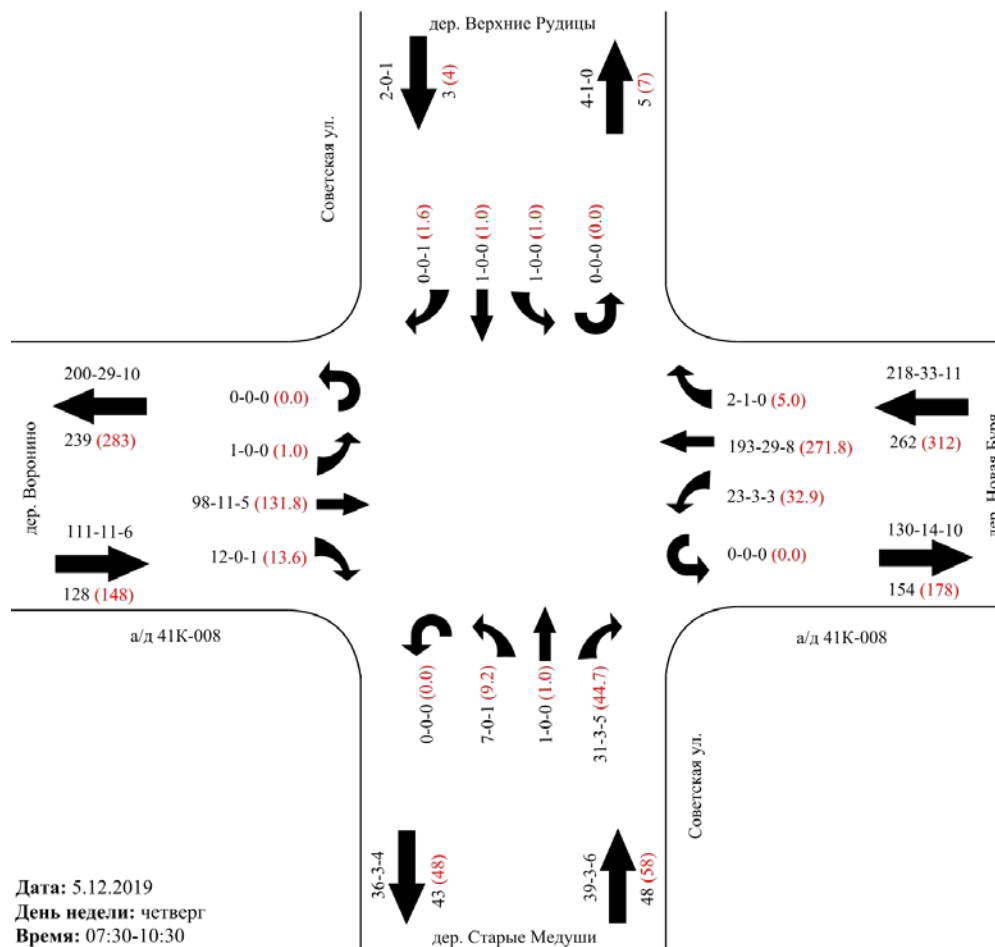 дер. Верхние Рудицы
2-0-1
3 (4)
4-1-0
5 (7)
Советская ул.
0-0-1 (1.6)
1-0-0 (1.0)
1-0-0 (1.0)
0-0-0 (0.0)
200-29-10
239 (283)
дер. Воронино
111-11-6
128 (148)
0-0-0 (0.0)
1-0-0 (1.0)
98-11-5 (131.8)
12-0-1 (13.6)
2-1-0 (5.0)
193-29-8 (271.8)
23-3-3 (32.9)
0-0-0 (0.0)
218-33-11
262 (312)
дер. Новая Буря
130-14-10
154 (178)
а/д 41К-008
а/д 41К-008
0-0-0 (0.0)
7-0-1 (9.2)
1-0-0 (1.0)
31-3-5 (44.7)
Советская ул.
36-3-4
43 (48)
39-3-6
48 (58)
Дата: 5.12.2019
День недели: четверг
Время: 07:30-10:30
дер. Старые Медуши